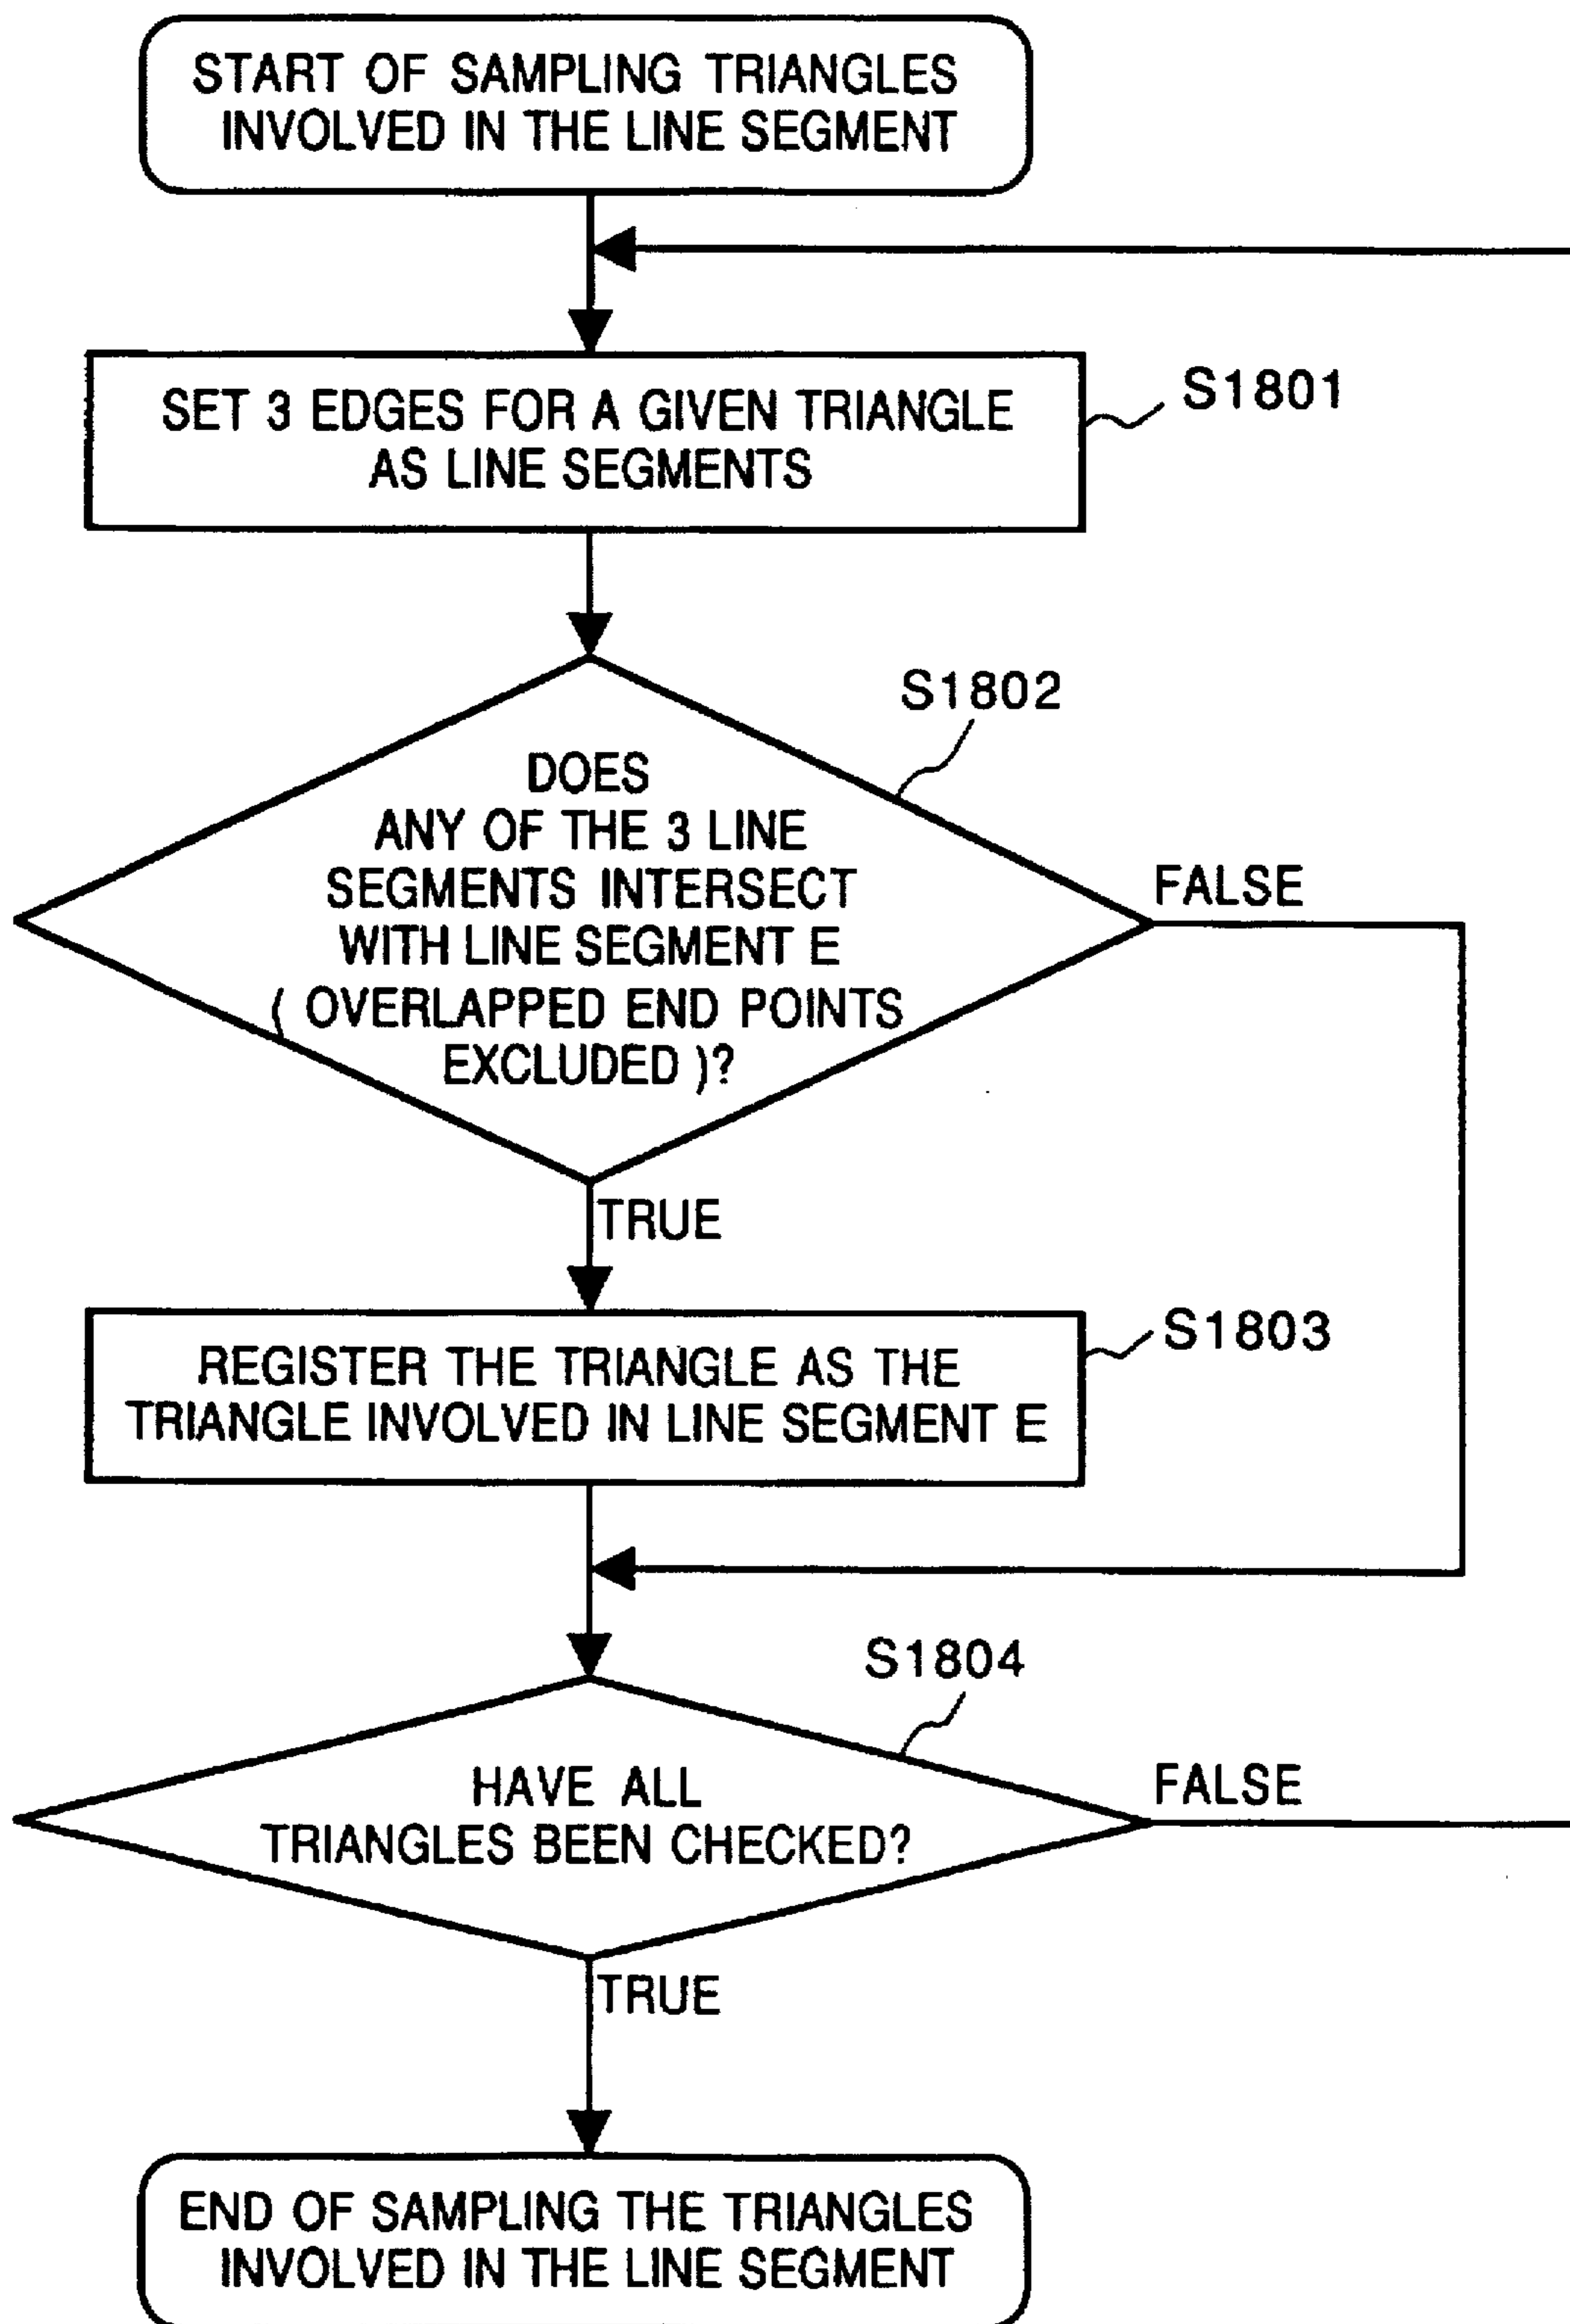 START OF SAMPLING TRIANGLES
INVOLVED IN THE LINE SEGMENT
SET 3 EDGES FOR A GIVEN TRIANGLE
AS LINE SEGMENTS
S1801
S1802
DOES
ANY OF THE 3 LINE
SEGMENTS INTERSECT
WITH LINE SEGMENT E
( OVERLAPPED END POINTS
EXCLUDED )?
FALSE
TRUE
REGISTER THE TRIANGLE AS THE
TRIANGLE INVOLVED IN LINE SEGMENT E
S1803
S1804
HAVE ALL
TRIANGLES BEEN CHECKED?
FALSE
TRUE
END OF SAMPLING THE TRIANGLES
INVOLVED IN THE LINE SEGMENT